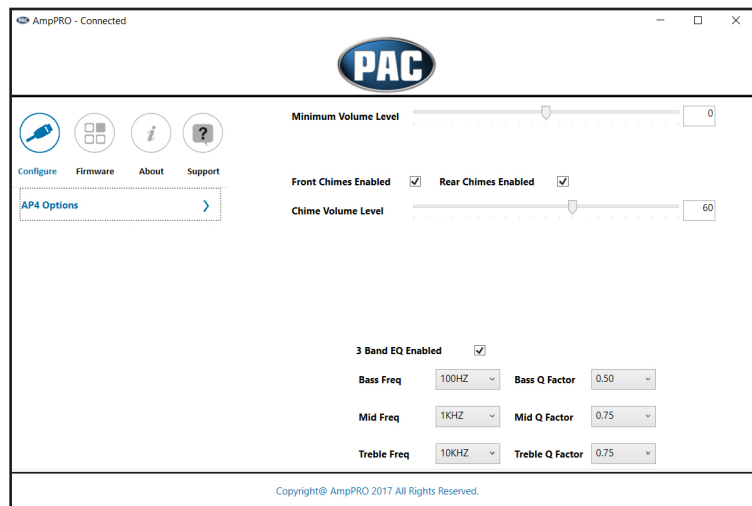 AmpPRO - Connected
PAC
Configure
Firmware
About
Support
AP4 Options
Minimum Volume Level 0
Front Chimes Enabled Rear Chimes Enabled
Chime Volume Level 60
3 Band EQ Enabled
Bass Freq 100HZ Bass Q Factor 0.50
Mid Freq 1KHZ Mid Q Factor 0.75
Treble Freq 10KHZ Treble Q Factor 0.75
Copyright@ AmpPRO 2017 All Rights Reserved.